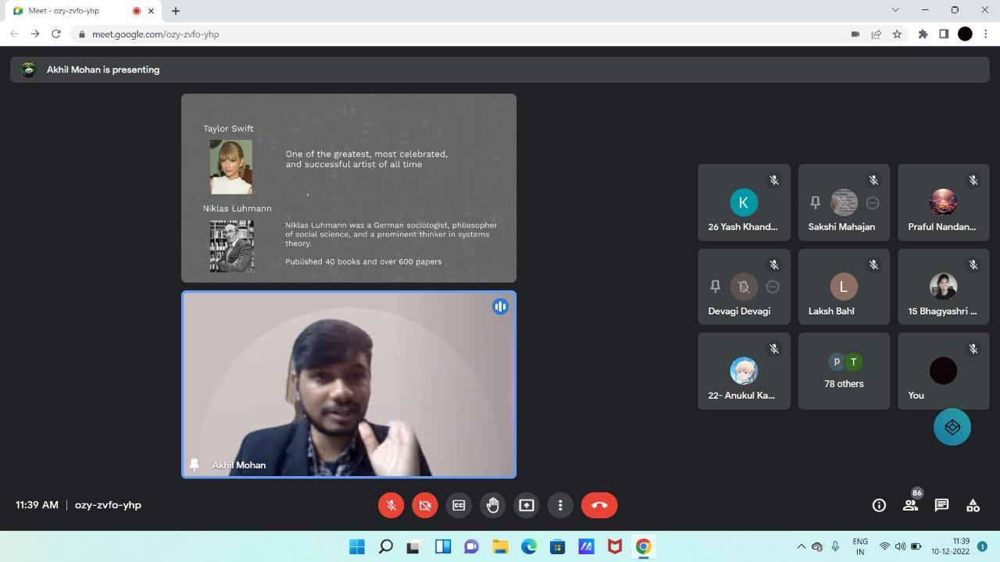 Meet - ozy-zvfo-yhp
meet.google.com/ozy-zvfo-yhp
Akhil Mohan is presenting
Taylor Swift
One of the greatest, most celebrated,
and successful artist of all time
Niklas Luhmann
Niklas Luhmann was a German sociologist, philosopher
of social science, and a prominent thinker in systems
theory.
Published 40 books and over 600 papers
Akhil Mohan
K
26 Yash Khand...
Sakshi Mahajan
Praful Nandan...
D
Devagi Devagi
L
Laksh Bahl
15 Bhagyashri ...
22- Anukul Ka...
P T
78 others
You
11:39 AM | ozy-zvfo-yhp
CC
86
ENG
IN
11:39
10-12-2022
1